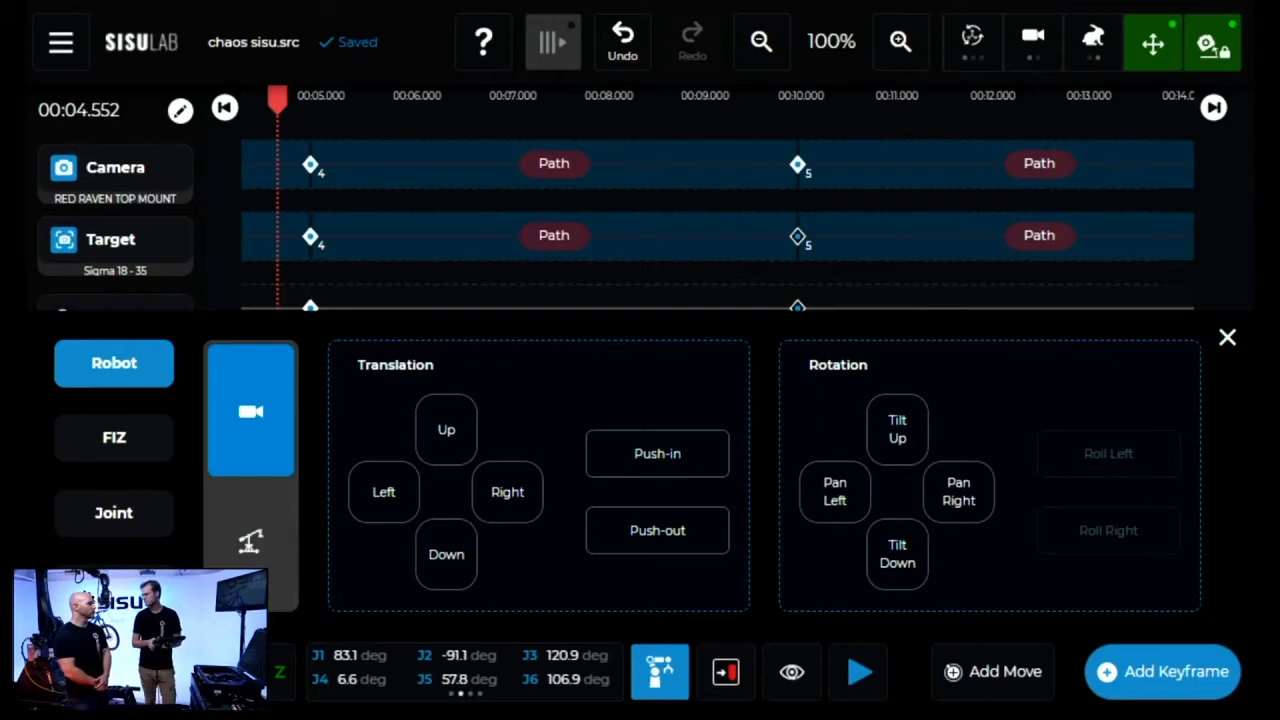 SISULAB
chaos sisu.src
Saved
?
Undo
Redo
100%
00:04.552
00:05.000
00:06.000
00:07.000
00:08.000
00:09.000
00:10.000
00:11.000
00:12.000
00:13.000
Camera
RED RAVEN TOP MOUNT
4
Path
5
Path
Target
Sigma 18 - 35
4
Path
5
Path
Robot
FIZ
Joint
Translation
Up
Left
Right
Down
Push-in
Push-out
Rotation
Tilt
Up
Pan
Left
Pan
Right
Tilt
Down
Roll Left
Roll Right
sisu
Z
J1 83.1 deg J2 -91.1 deg J3 120.9 deg
J4 6.6 deg J5 57.8 deg J6 106.9 deg
Add Move
Add Keyframe